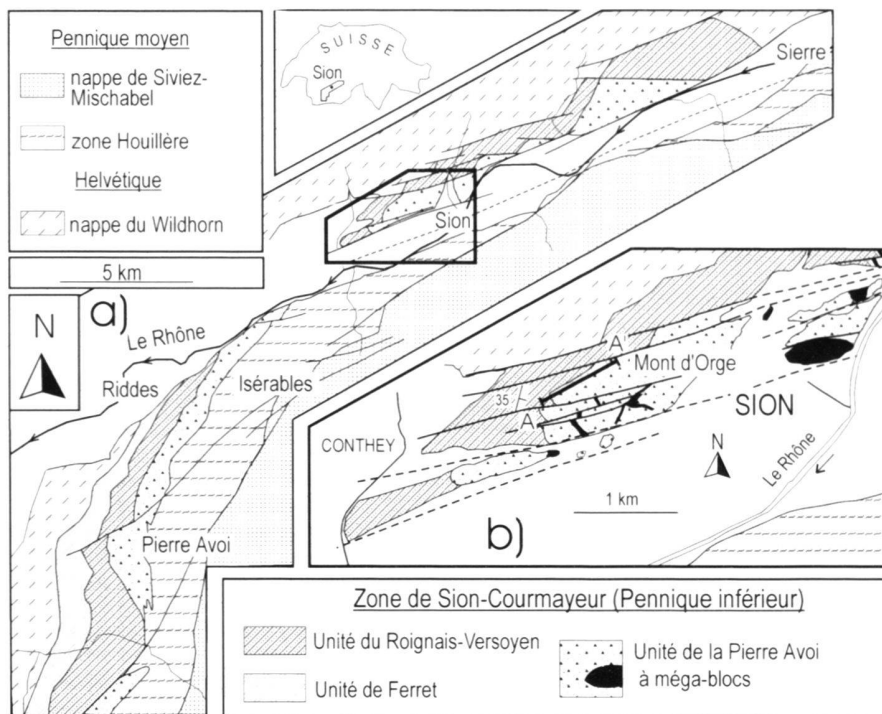 Pennique moyen
nappe de Siviez-
Mischabel
zone Houillère
Helvétique
nappe du Wildhorn
5 km
N
a)
SUISSE
Sion
Sierre
Sion
Le Rhône
Riddes
Isérables
Pierre Avoi
A'
Mont d'Orge
35
A
SION
CONTHEY
N
Le Rhône
1 km
b)
Zone de Sion-Courmayeur (Pennique inférieur)
Unité du Roignais-Versoyen
Unité de Ferret
Unité de la Pierre Avoi
à méga-blocs